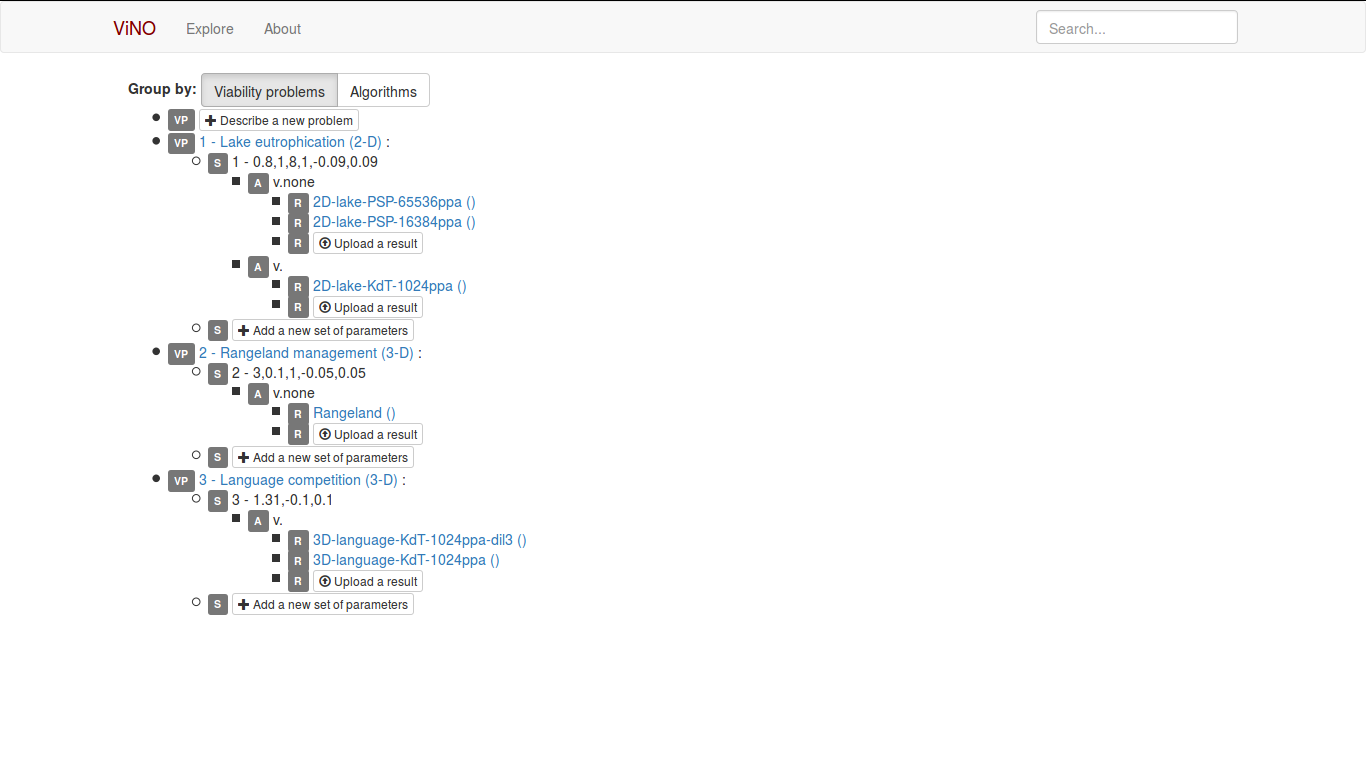 ViNO Explore About Search...
Group by: Viability problems Algorithms
VP Describe a new problem
VP 1 - Lake eutrophication (2-D) :
S 1 - 0.8,1,8,1,-0.09,0.09
A v.none
R 2D-lake-PSP-65536ppa ()
R 2D-lake-PSP-16384ppa ()
R Upload a result
A v.
R 2D-lake-KdT-1024ppa ()
R Upload a result
S Add a new set of parameters
VP 2 - Rangeland management (3-D) :
S 2 - 3,0.1,1,-0.05,0.05
A v.none
R Rangeland ()
R Upload a result
S Add a new set of parameters
VP 3 - Language competition (3-D) :
S 3 - 1.31,-0.1,0.1
A v.
R 3D-language-KdT-1024ppa-dil3 ()
R 3D-language-KdT-1024ppa ()
R Upload a result
S Add a new set of parameters